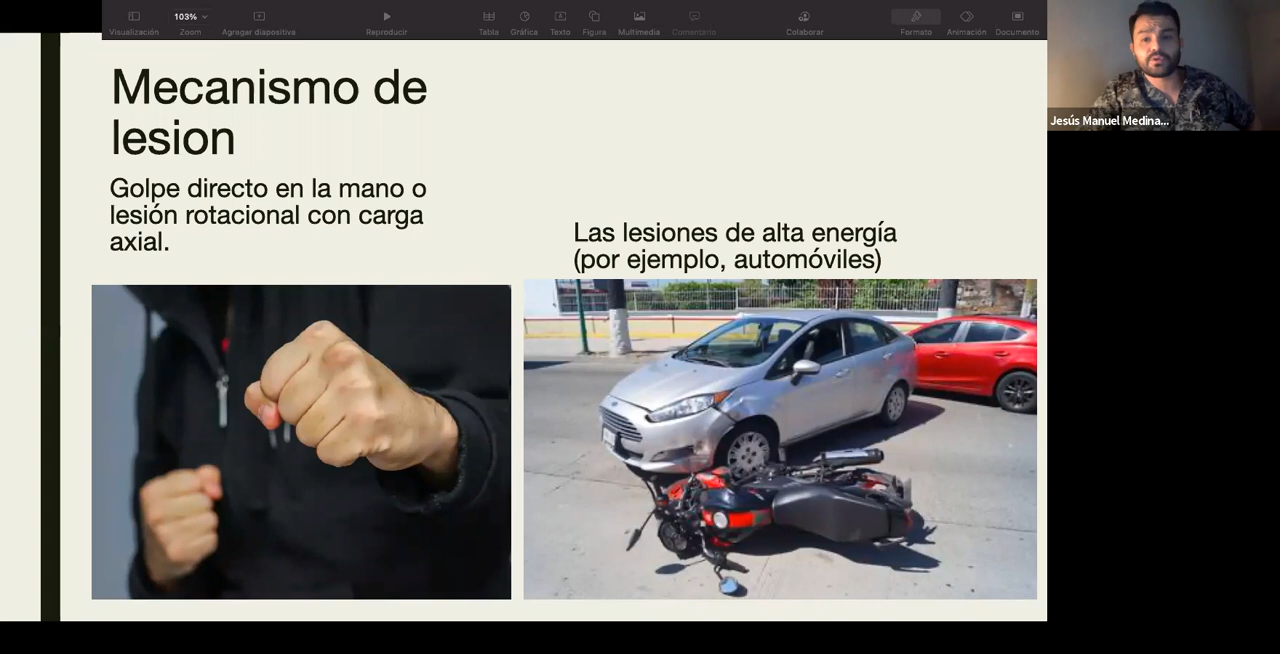 103%
Visualización
Zoom
Agregar diapositiva
Reproducir
Tabla
Gráfica
Texto
Figura
Multimedia
Comentario
Colaborar
Formato
Animación
Documento
Mecanismo de
lesion
Golpe directo en la mano o
lesión rotacional con carga
axial.
Las lesiones de alta energía
(por ejemplo, automóviles)
Jesús Manuel Medina...